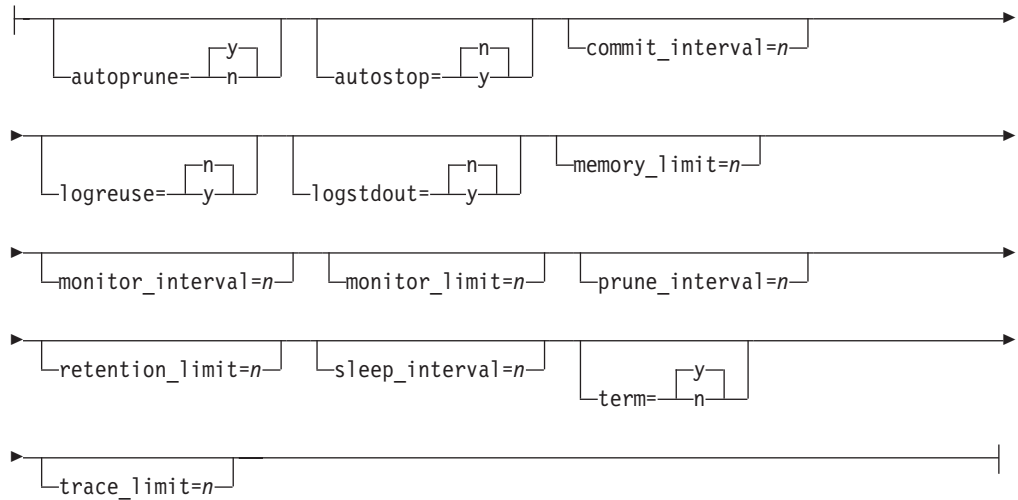 y n commit_interval=n
autoprune= n autostop= y
n n memory_limit=n
logreuse= y logstdout= y
monitor_interval=n monitor_limit=n prune_interval=n
retention_limit=n sleep_interval=n y
term= n
trace_limit=n